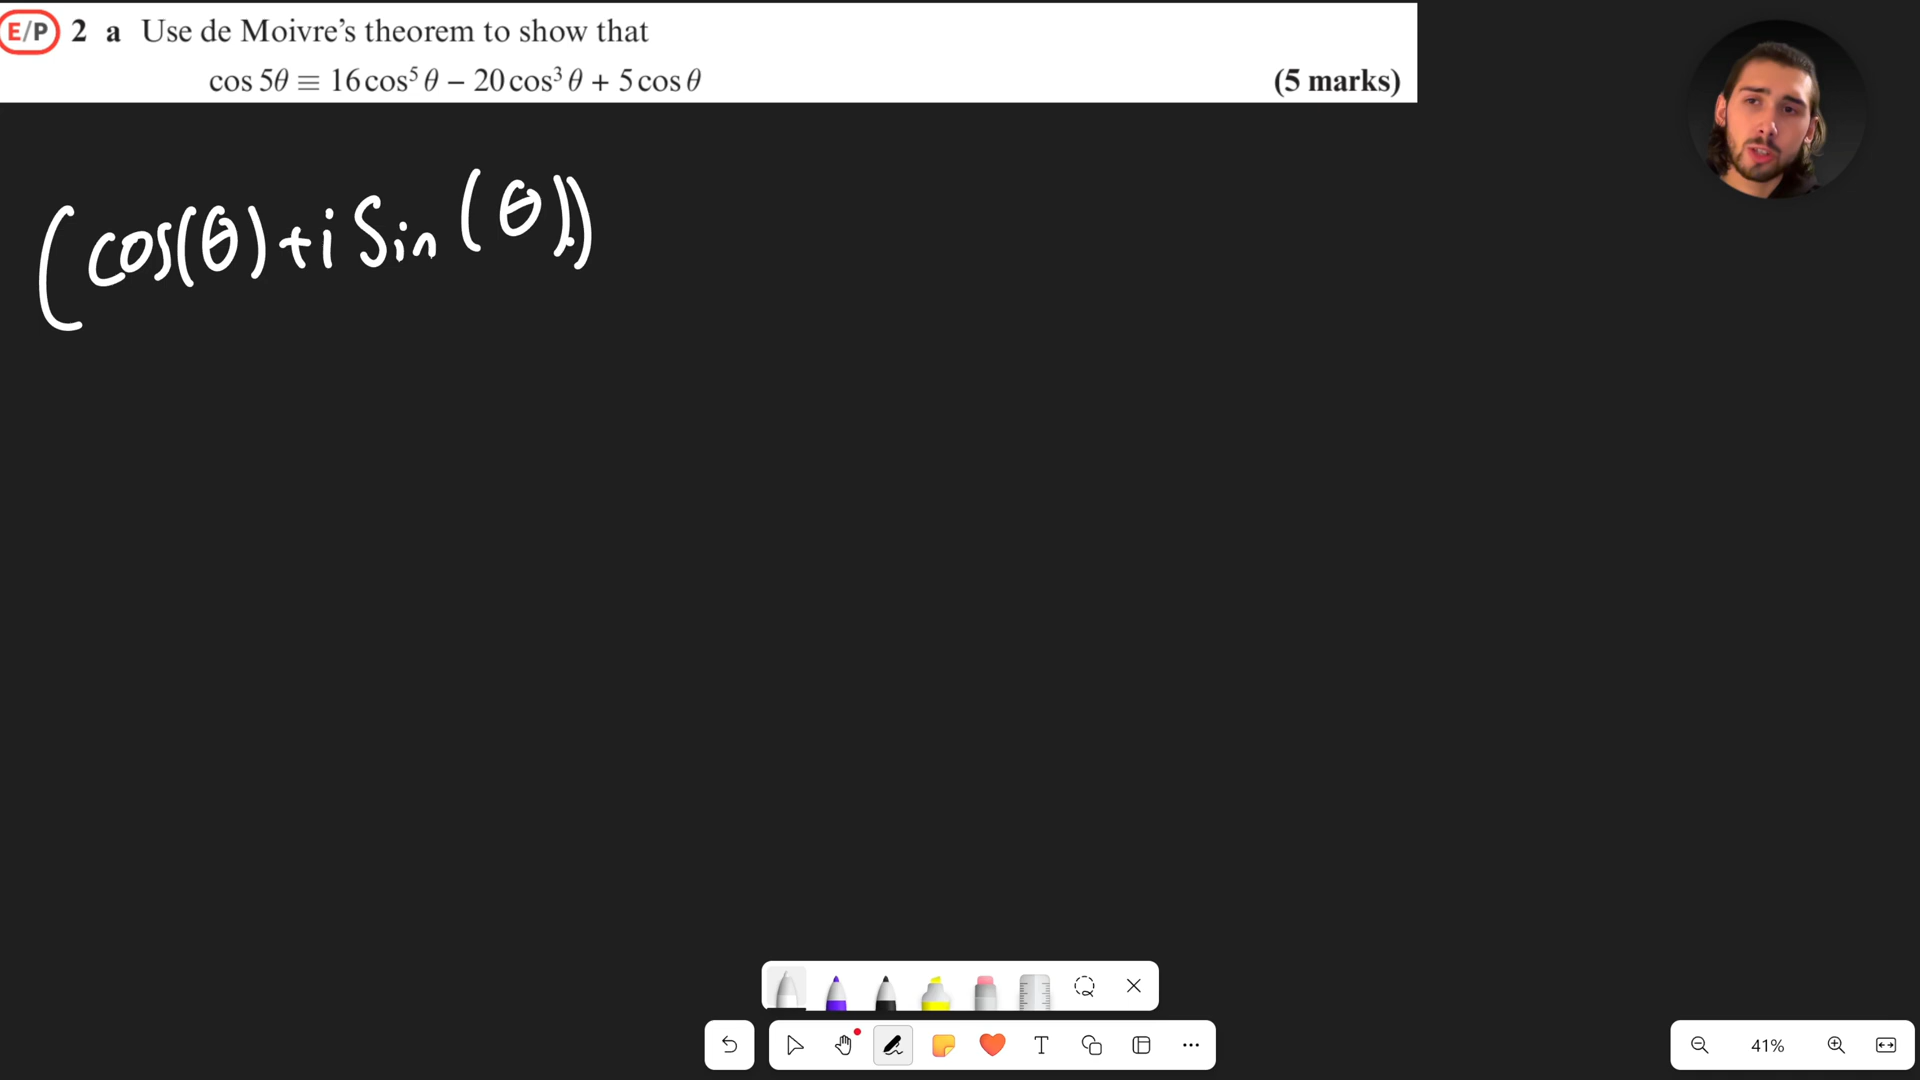 E/P 2 a Use de Moivre’s theorem to show that
cos 5θ ≡ 16 cos⁵ θ − 20 cos³ θ + 5 cos θ (5 marks)
(cos(θ)+i Sin(θ))
T
41%